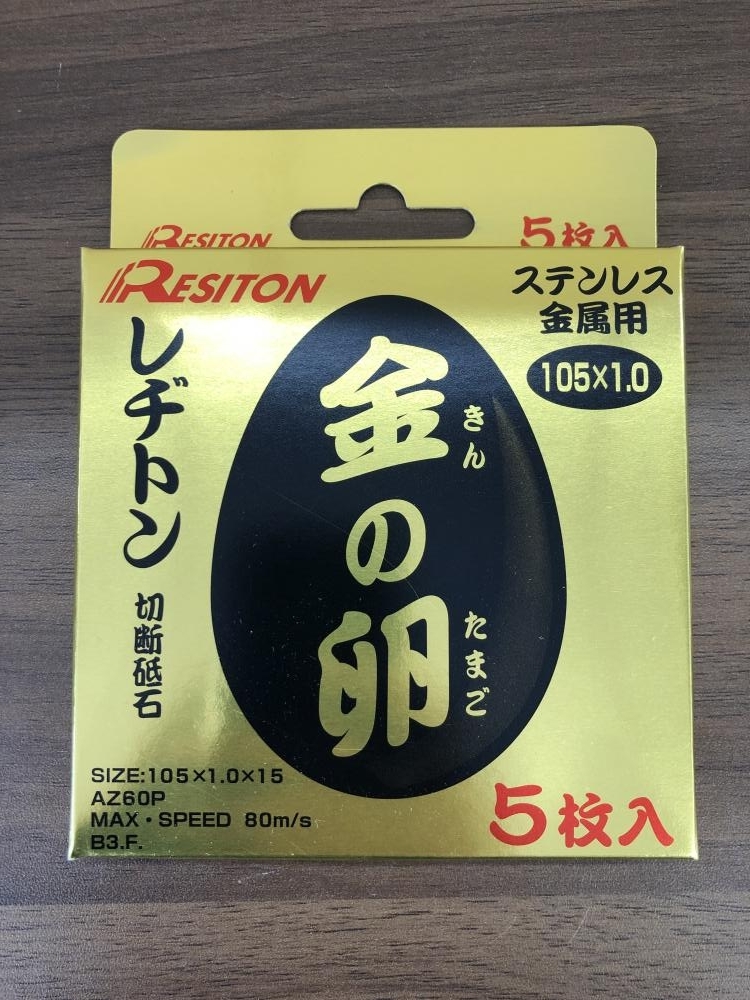 RESITON
5枚入
RESITON
ステンレス
金属用
105×1.0
レヂトン
切断砥石
金の卵
きん
たまご
SIZE:105×1.0×15
AZ60P
MAX・SPEED 80m/s
B3.F.
5枚入